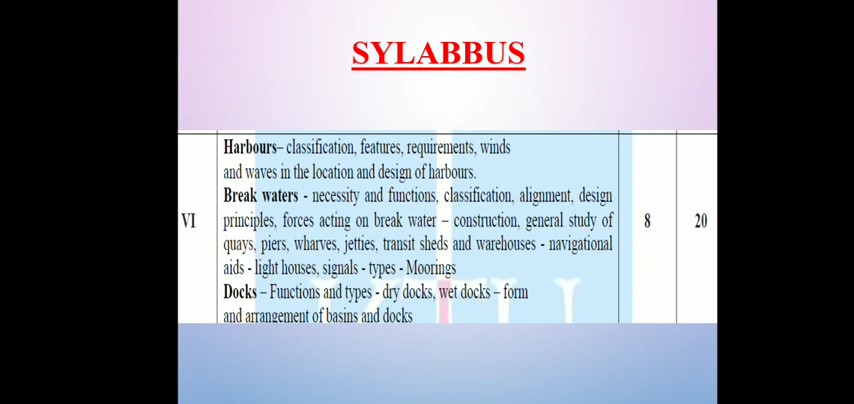 SYLABBUS
Harbours– classification, features, requirements, winds
and waves in the location and design of harbours.
Break waters - necessity and functions, classification, alignment, design
VI principles, forces acting on break water – construction, general study of 8 20
quays, piers, wharves, jetties, transit sheds and warehouses - navigational
aids - light houses, signals - types - Moorings
Docks – Functions and types - dry docks, wet docks – form
and arrangement of basins and docks